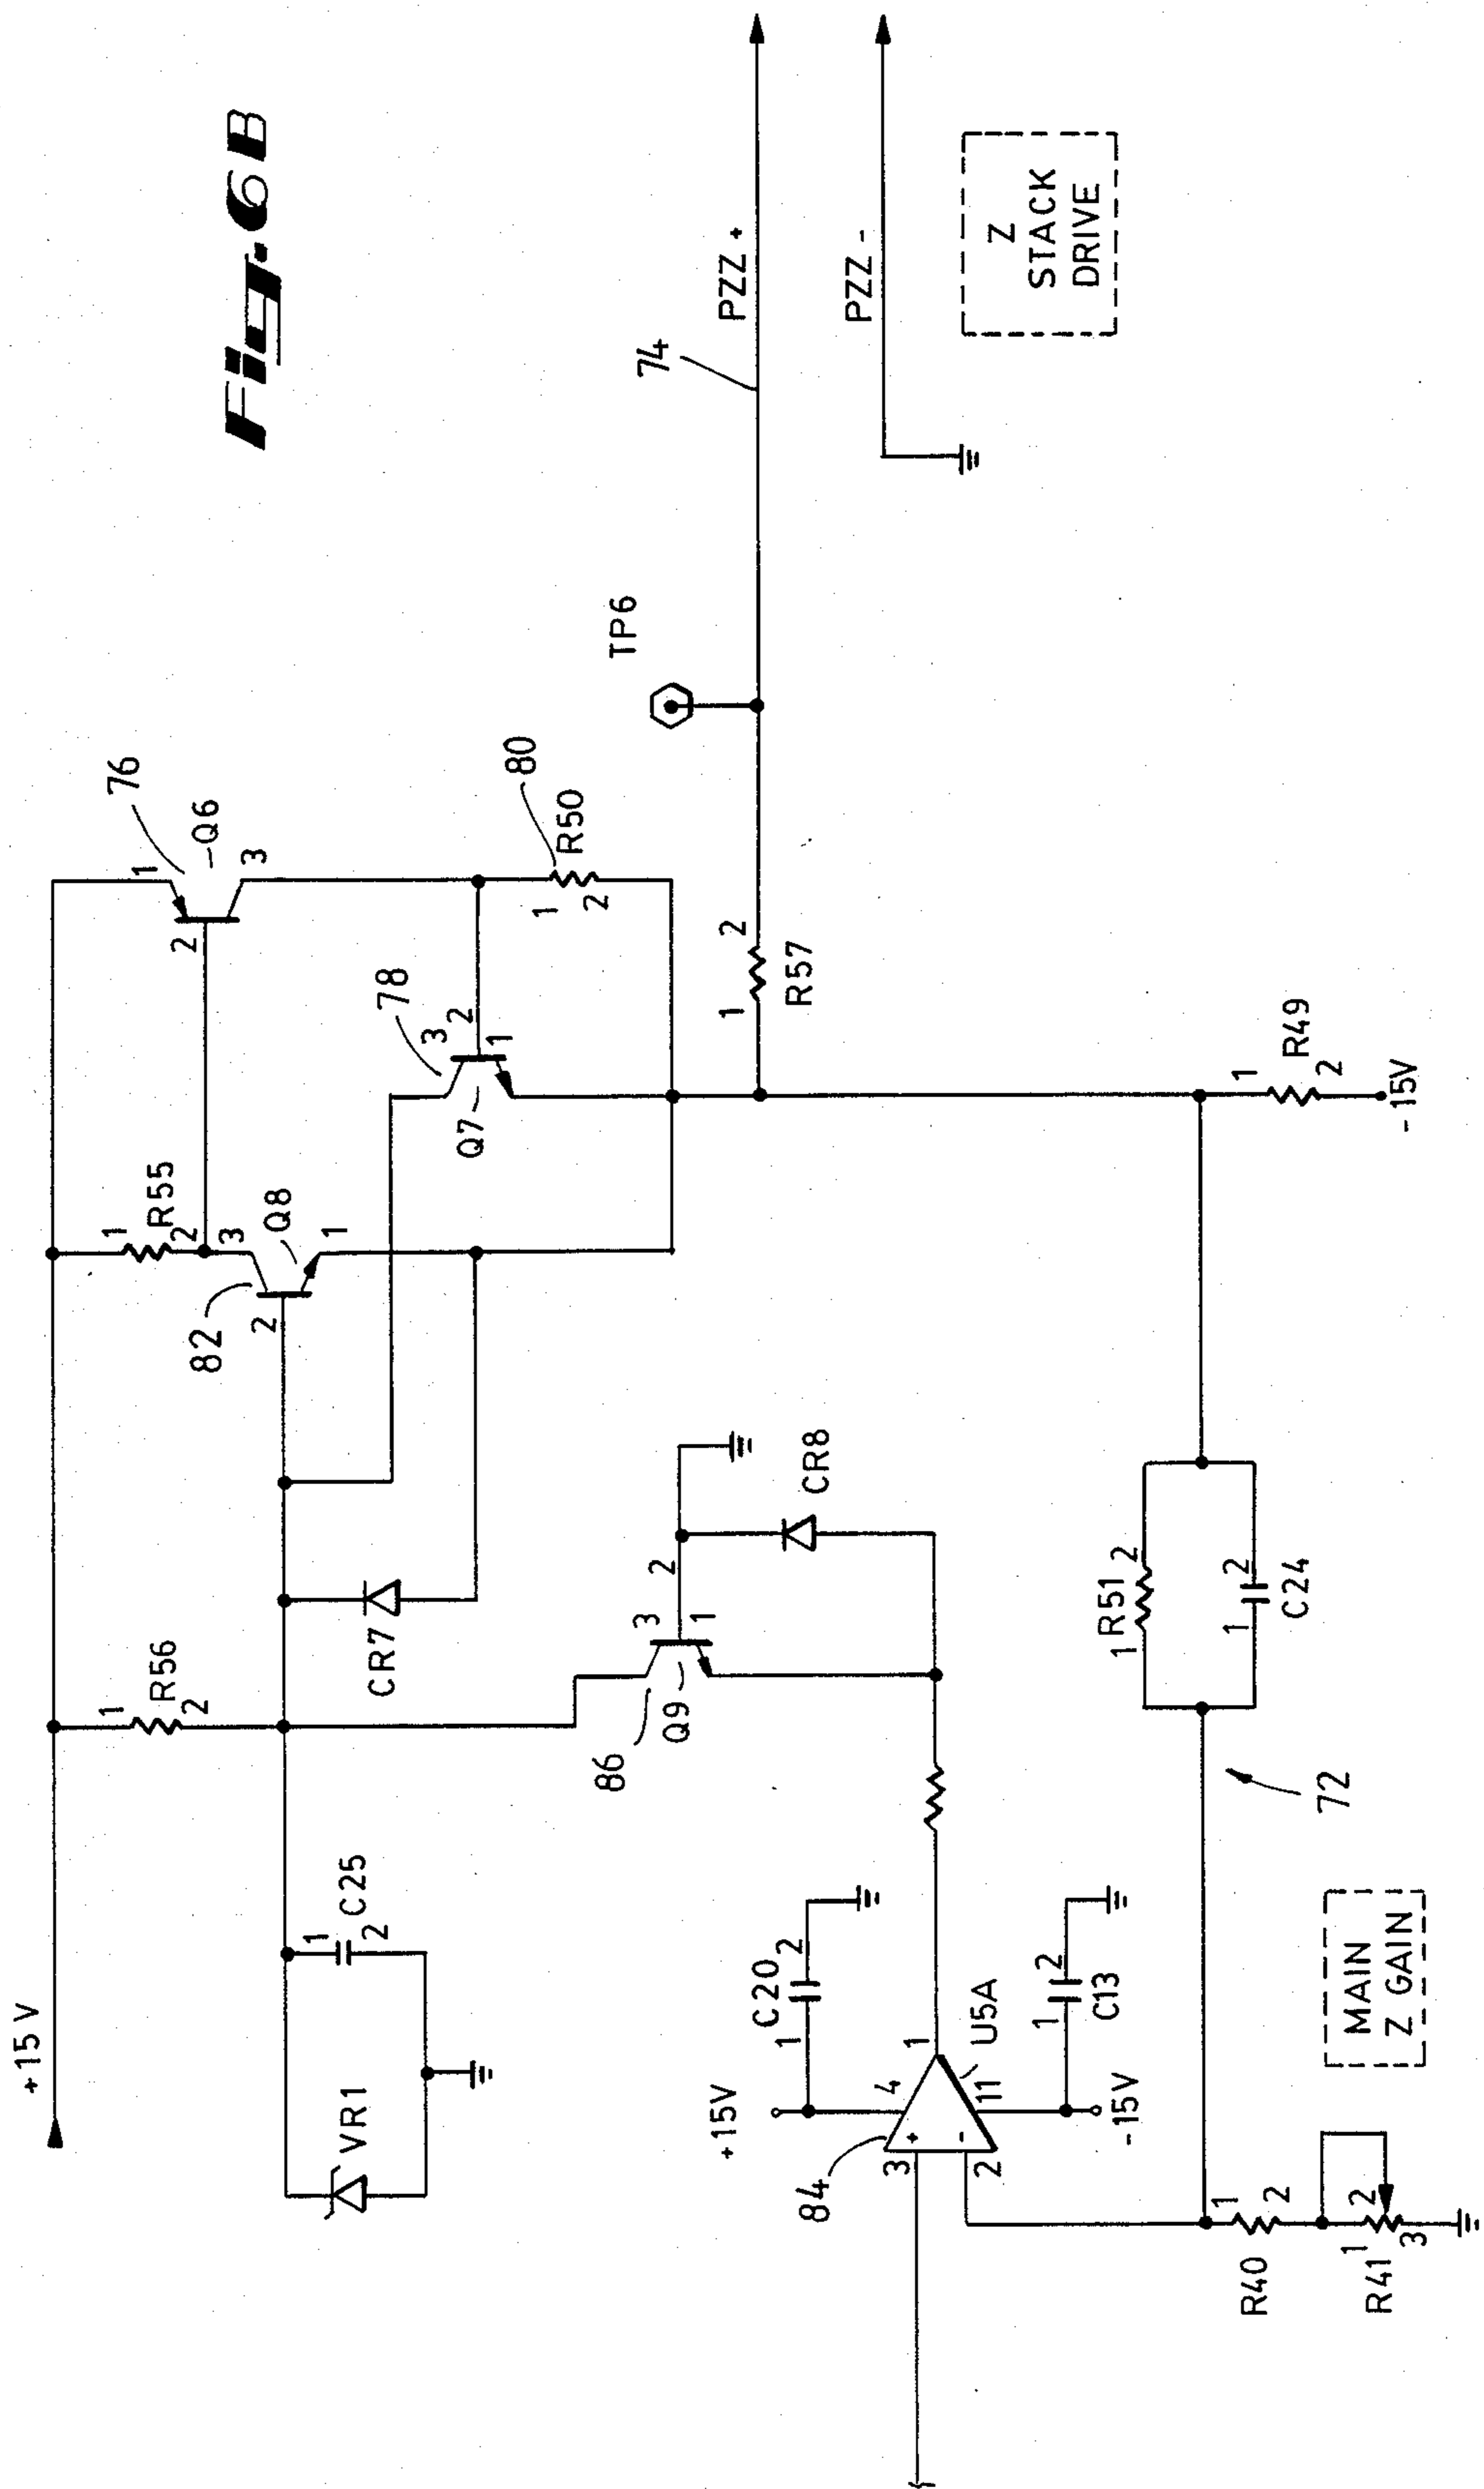 Fig. 6B
+15 V
76
-Q6
1
2
3
80
R50
1
2
78
Q7
3
2
1
R55
1
2
3
Q8
1
82
2
R56
1
2
CR7
C25
1
2
VR1
TP6
74
PZZ +
PZZ -
Z
STACK
DRIVE
1
2
R57
R49
1
2
-15V
86
Q9
3
2
1
CR8
84
+15V
C20
1
2
3
+
4
1
U5A
2
-
11
-15V
1
2
C13
1
R51
2
1
2
C24
72
MAIN
Z GAIN
R40
1
2
R41
1
2
3